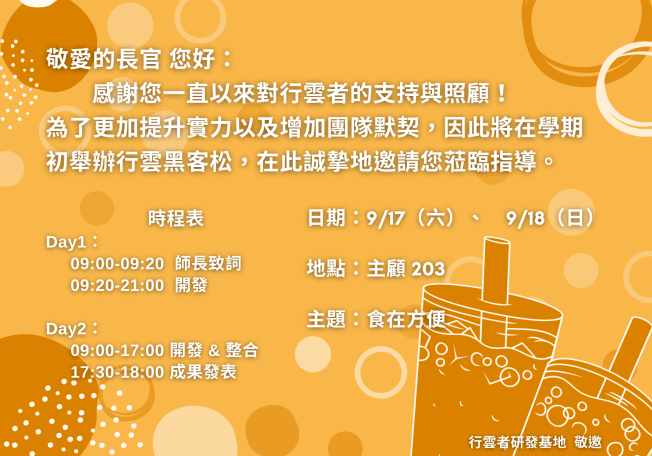 敬愛的長官 您好：
感謝您一直以來對行雲者的支持與照顧！
為了更加提升實力以及增加團隊默契，因此將在學期
初舉辦行雲黑客松，在此誠摯地邀請您蒞臨指導。
時程表
Day1：
09:00-09:20 師長致詞
09:20-21:00 開發
Day2：
09:00-17:00 開發 & 整合
17:30-18:00 成果發表
日期：9/17（六）、 9/18（日）
地點：主顧 203
主題：食在方便
行雲者研發基地 敬邀